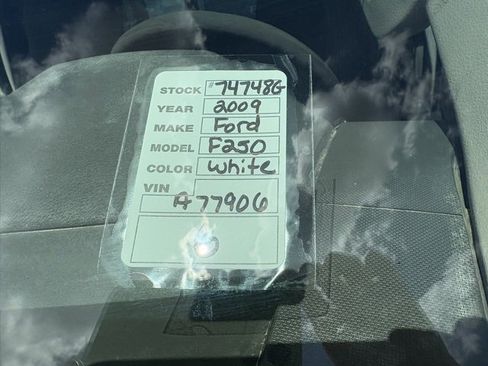 STOCK #74748G
YEAR 2009
MAKE Ford
MODEL F250
COLOR white
VIN
A77906